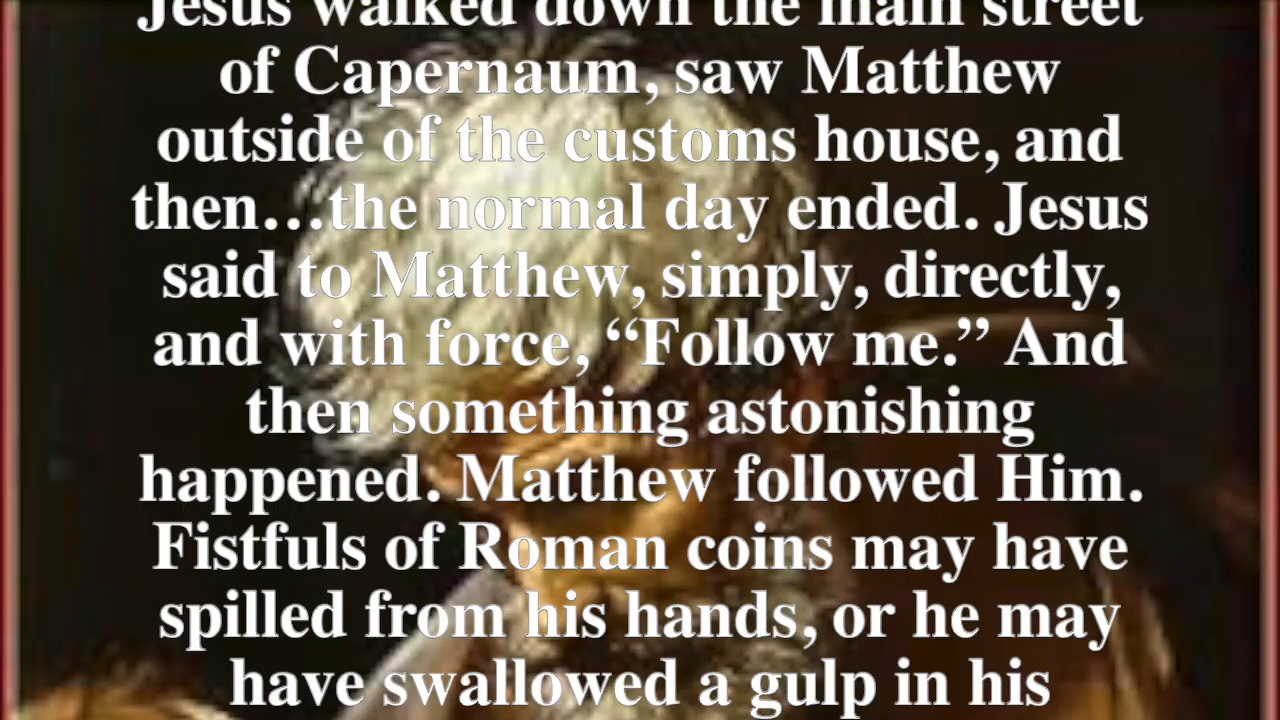 Jesus walked down the main street
of Capernaum, saw Matthew
outside of the customs house, and
then…the normal day ended. Jesus
said to Matthew, simply, directly,
and with force, “Follow me.” And
then something astonishing
happened. Matthew followed Him.
Fistfuls of Roman coins may have
spilled from his hands, or he may
have swallowed a gulp in his